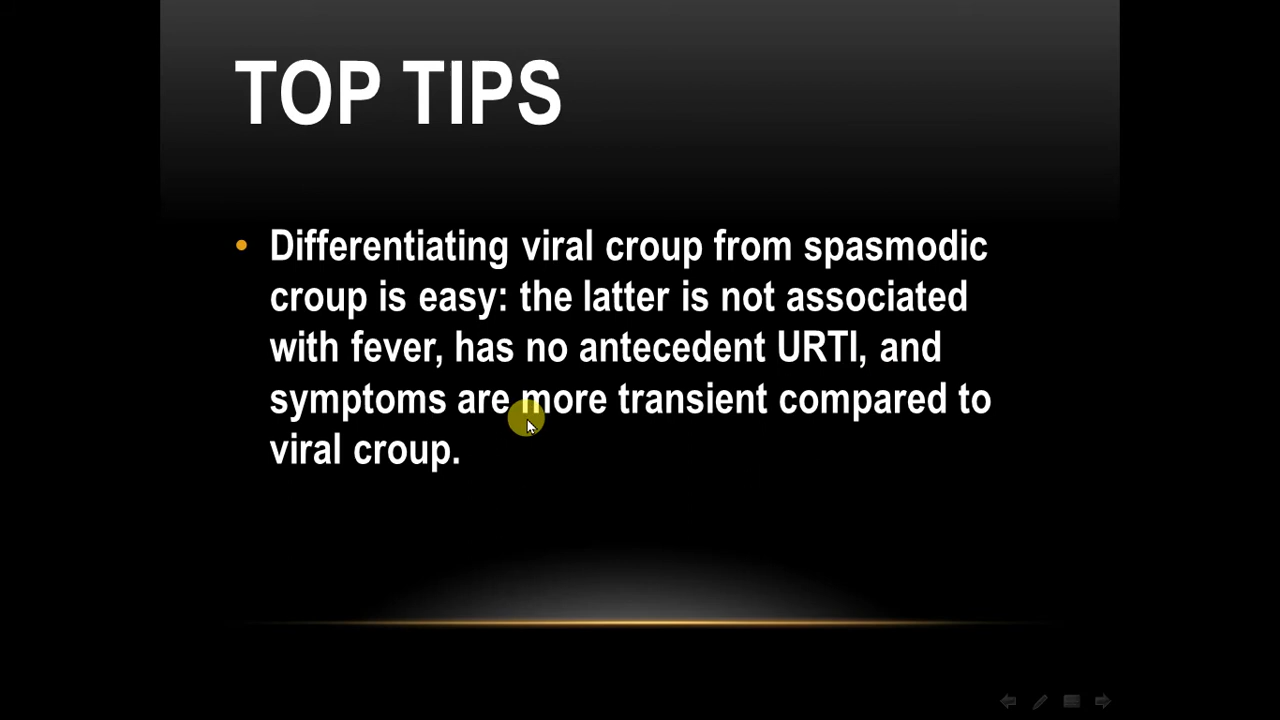 TOP TIPS
• Differentiating viral croup from spasmodic
croup is easy: the latter is not associated
with fever, has no antecedent URTI, and
symptoms are more transient compared to
viral croup.